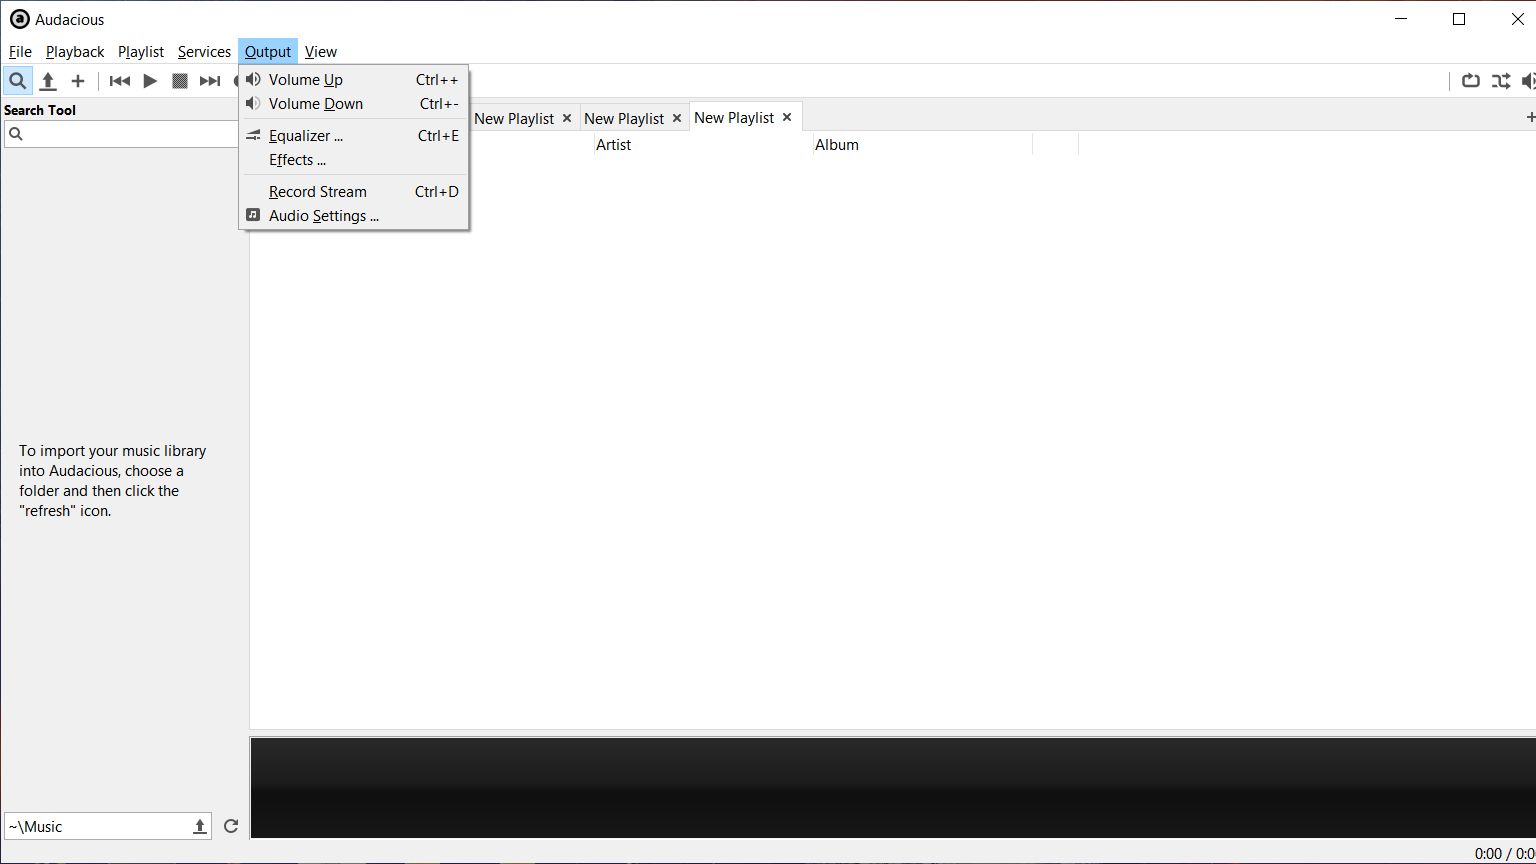 Audacious
File Playback Playlist Services Output View
Volume Up Ctrl++
Volume Down Ctrl+-
Equalizer ... Ctrl+E
Effects ...
Record Stream Ctrl+D
Audio Settings ...
Search Tool
New Playlist New Playlist New Playlist
Artist Album
To import your music library
into Audacious, choose a
folder and then click the
"refresh" icon.
~\Music
0:00 / 0:0